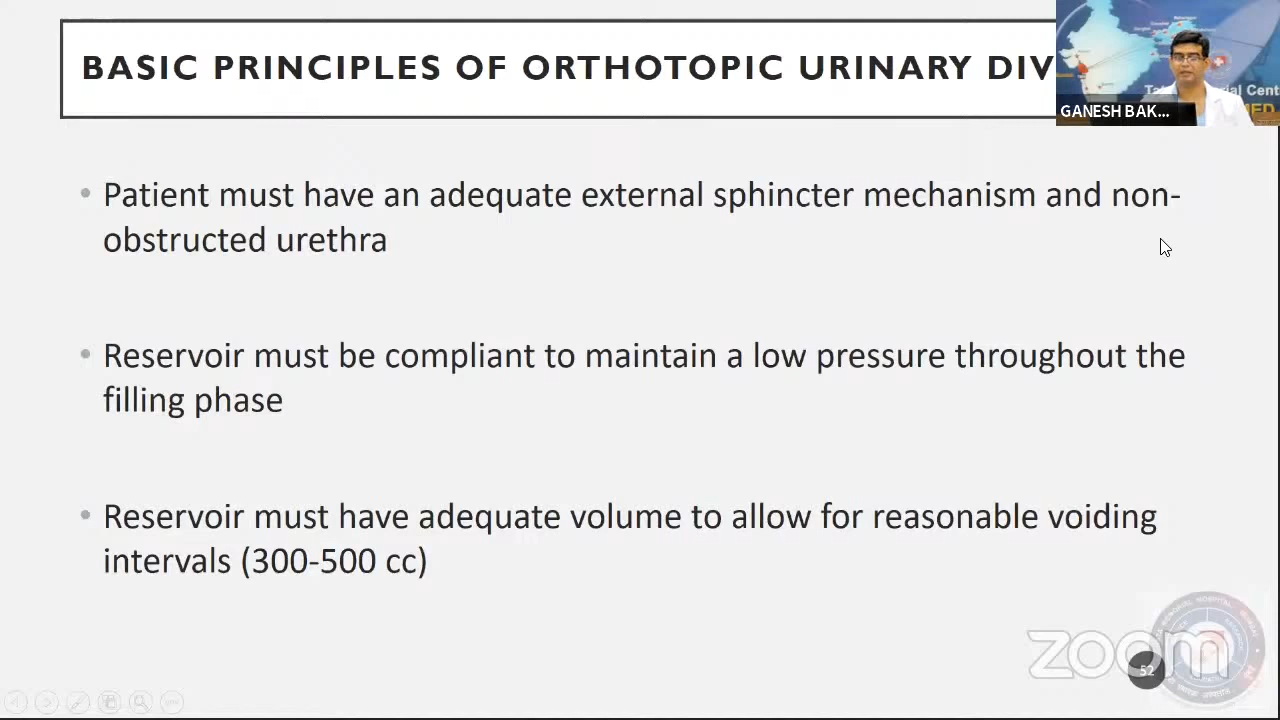 BASIC PRINCIPLES OF ORTHOTOPIC URINARY DIV
GANESH BAK...
• Patient must have an adequate external sphincter mechanism and non-
obstructed urethra
• Reservoir must be compliant to maintain a low pressure throughout the
filling phase
• Reservoir must have adequate volume to allow for reasonable voiding
intervals (300-500 cc)
zoom
52